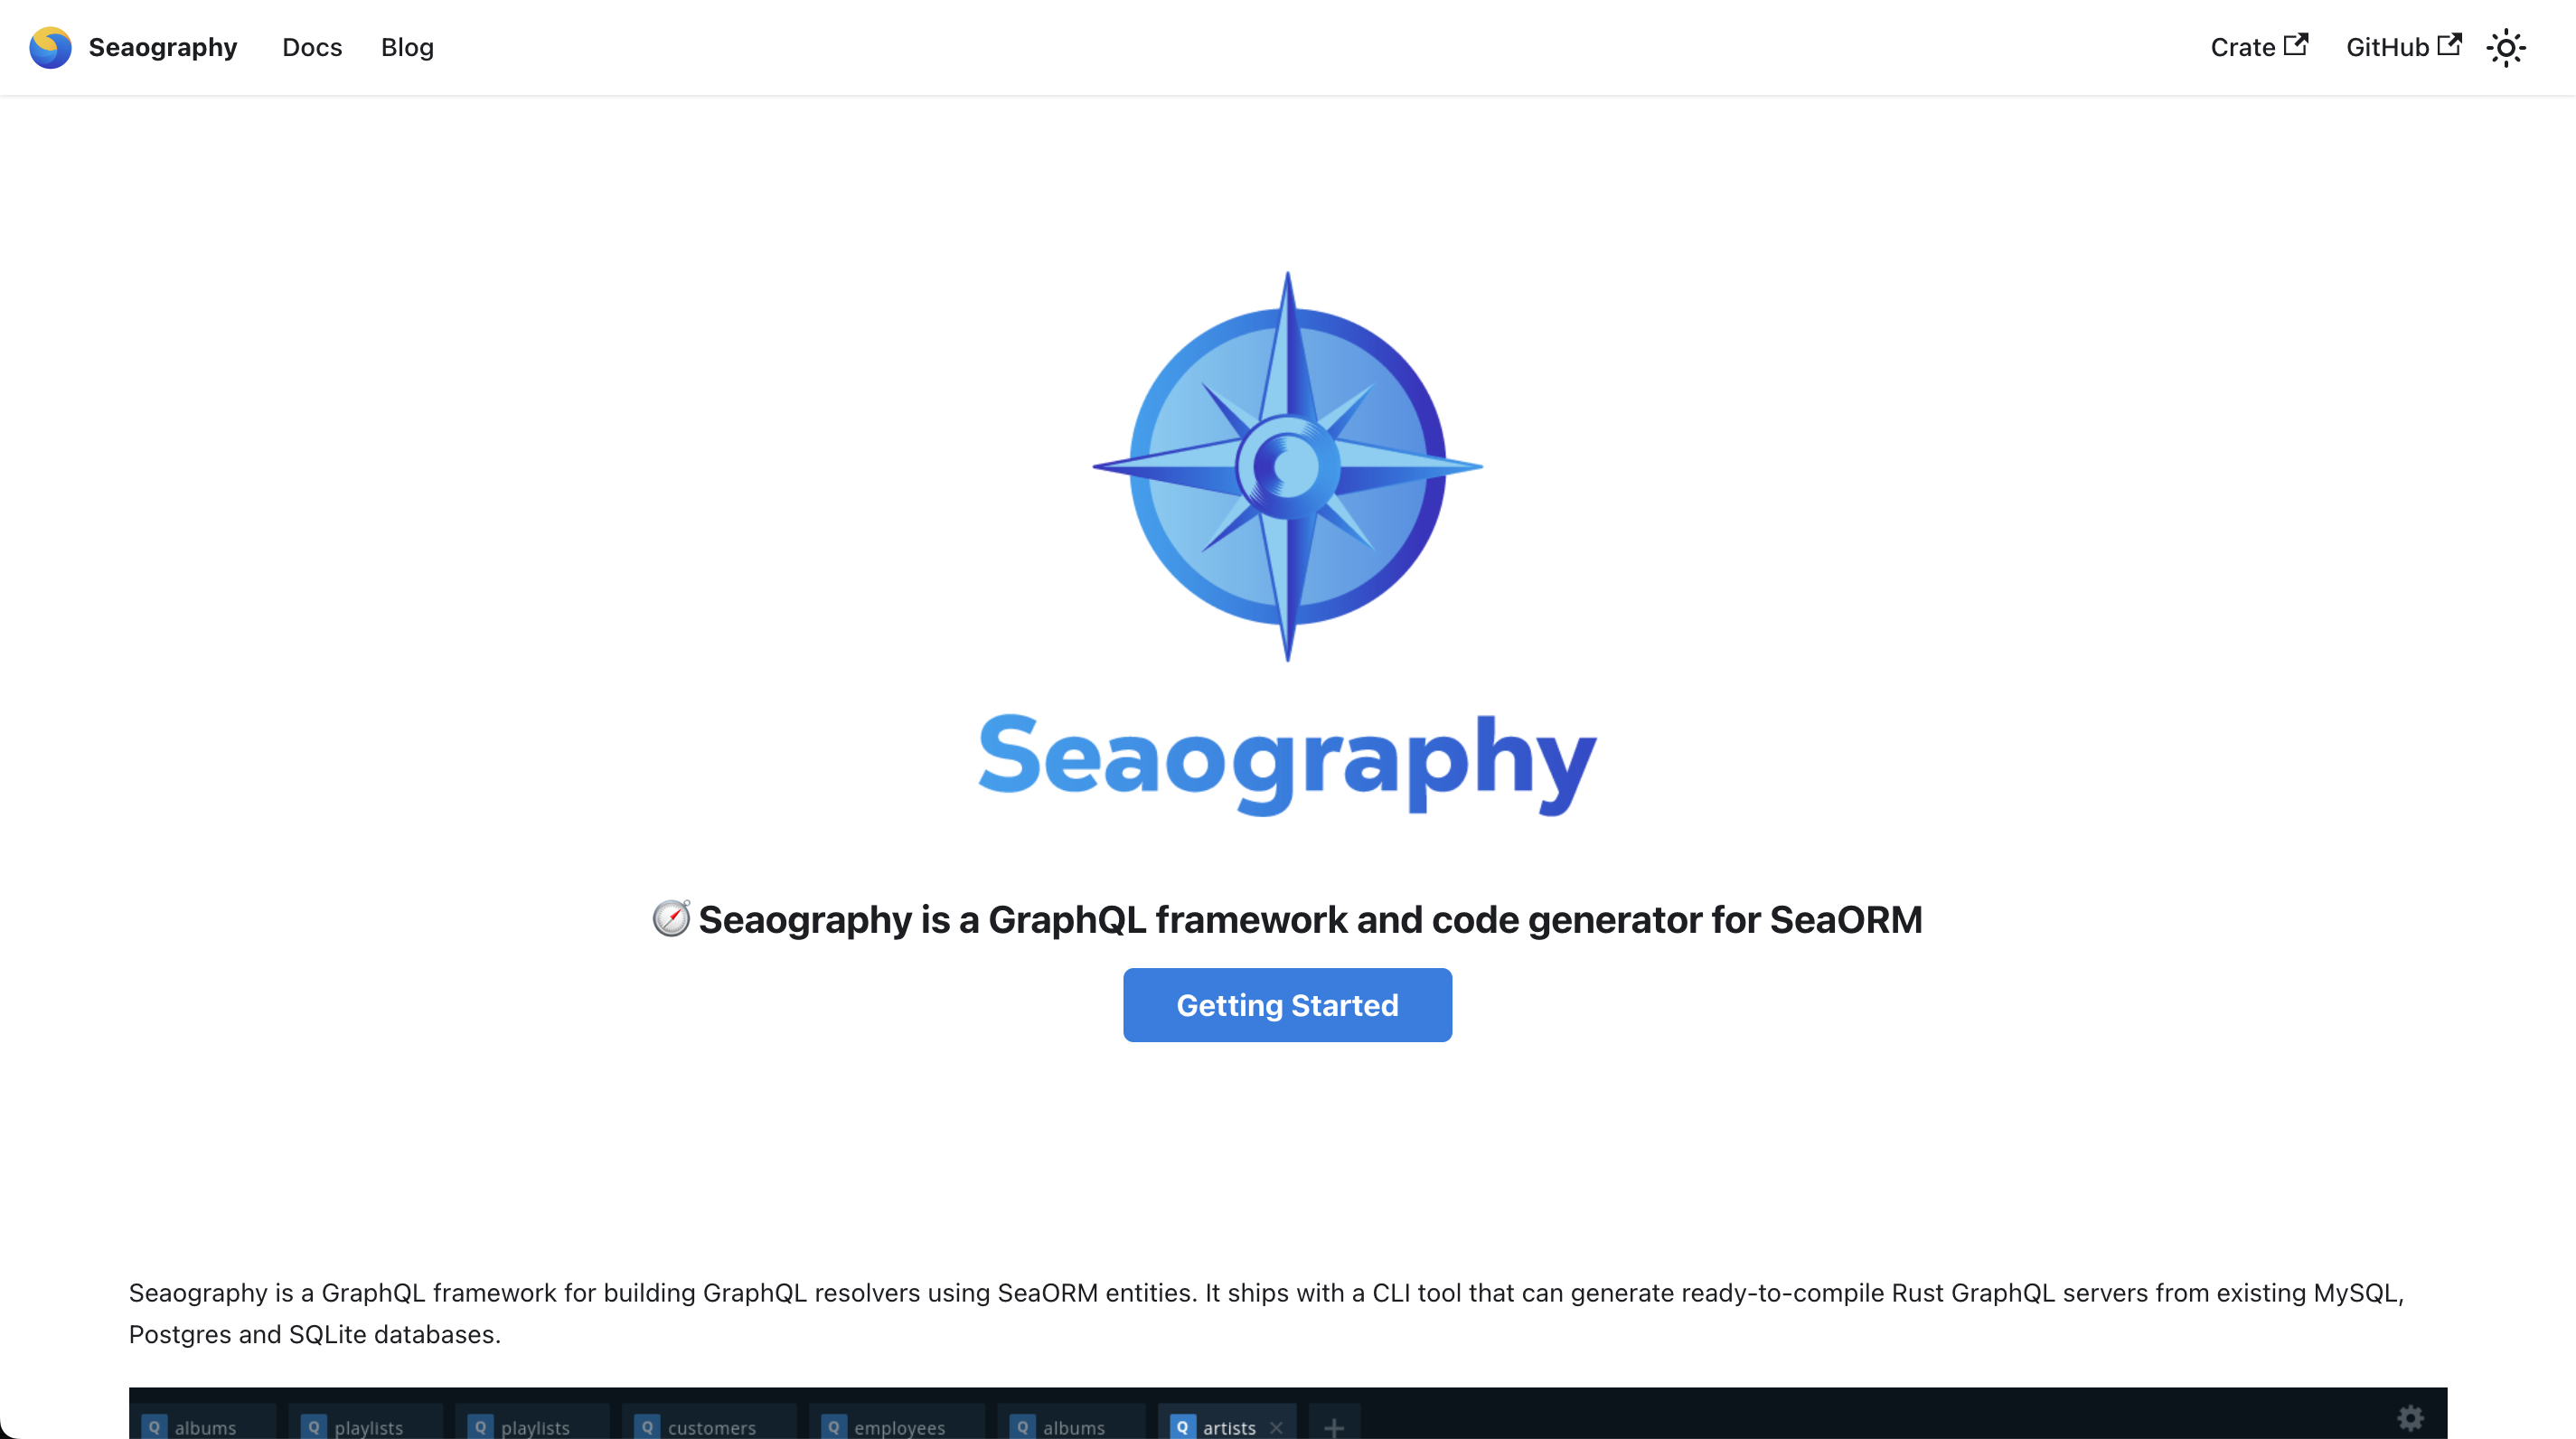 Seaography Docs Blog Crate GitHub
Seaography
Seaography is a GraphQL framework and code generator for SeaORM
Getting Started
Seaography is a GraphQL framework for building GraphQL resolvers using SeaORM entities. It ships with a CLI tool that can generate ready-to-compile Rust GraphQL servers from existing MySQL,
Postgres and SQLite databases.
Q albums Q playlists Q playlists Q customers Q employees Q albums Q artists